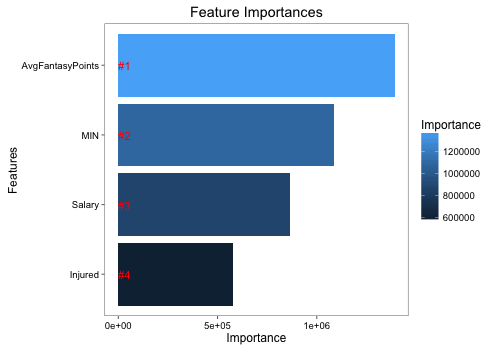 Feature Importances
AvgFantasyPoints
#1
MIN
#2
Salary
#3
Injured
#4
Features
0e+00
5e+05
1e+06
Importance
Importance
1200000
1000000
800000
600000